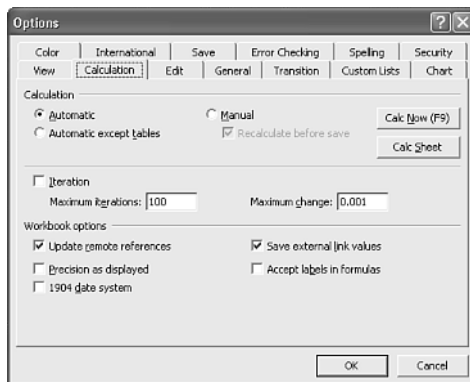 Options
Color International Save Error Checking Spelling Security
View Calculation Edit General Transition Custom Lists Chart
Calculation
Automatic Manual Calc Now (F9)
Automatic except tables Recalculate before save
Calc Sheet
Iteration
Maximum iterations: 100 Maximum change: 0.001
Workbook options
Update remote references Save external link values
Precision as displayed Accept labels in formulas
1904 date system
OK Cancel